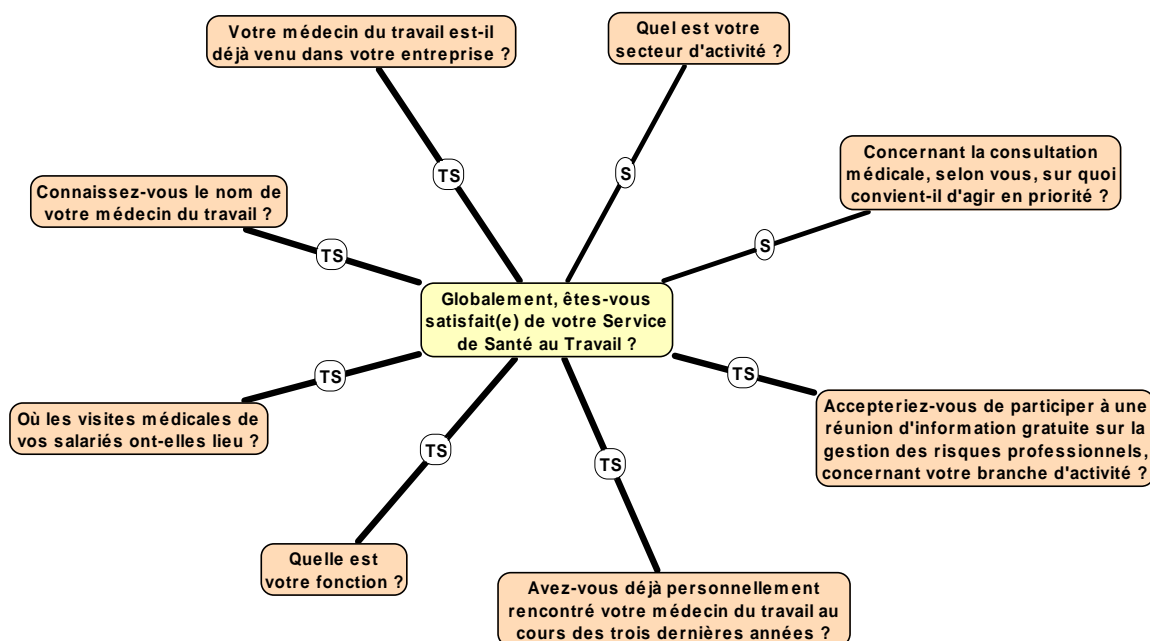 Votre médecin du travail est-il
déjà venu dans votre entreprise ?
Quel est votre
secteur d'activité ?
Concernant la consultation
médicale, selon vous, sur quoi
convient-il d'agir en priorité ?
Connaissez-vous le nom de
votre médecin du travail ?
TS
S
TS
S
Globalement, êtes-vous
satisfait(e) de votre Service
de Santé au Travail ?
TS
TS
Où les visites médicales de
vos salariés ont-elles lieu ?
Accepteriez-vous de participer à une
réunion d'information gratuite sur la
gestion des risques professionnels,
concernant votre branche d'activité ?
TS
TS
Quelle est
votre fonction ?
Avez-vous déjà personnellement
rencontré votre médecin du travail au
cours des trois dernières années ?